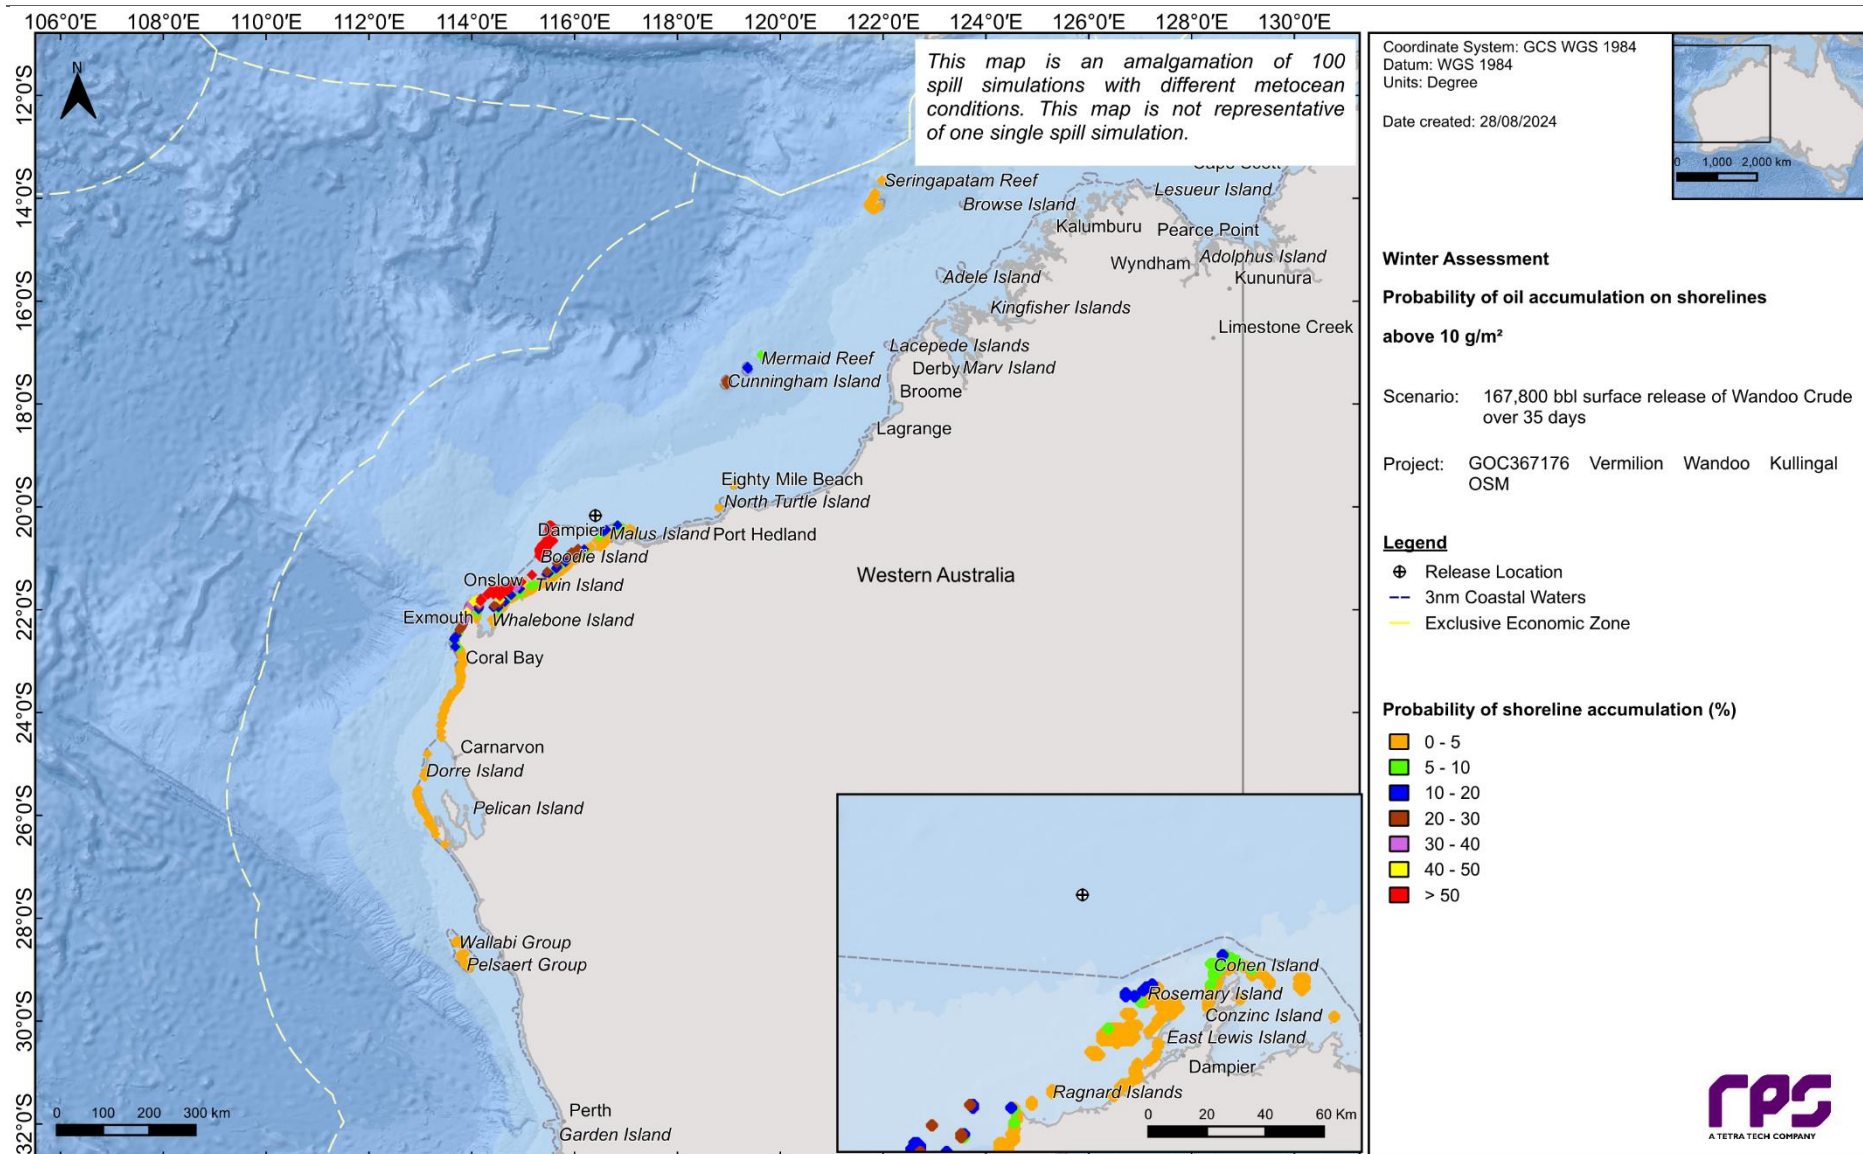 106°0'E 108°0'E 110°0'E 112°0'E 114°0'E 116°0'E 118°0'E 120°0'E 122°0'E 124°0'E 126°0'E 128°0'E 130°0'E
12°0'S
14°0'S
16°0'S
18°0'S
20°0'S
22°0'S
24°0'S
26°0'S
28°0'S
30°0'S
32°0'S
N
This map is an amalgamation of 100
spill simulations with different metocean
conditions. This map is not representative
of one single spill simulation.
Cape Scott
Seringapatam Reef
Lesueur Island
Browse Island
Kalumburu
Pearce Point
Adolphus Island
Wyndham
Kununura
Adele Island
Kingfisher Islands
Limestone Creek
Lacepede Islands
Mermaid Reef
Derby
Marv Island
Cunningham Island
Broome
Lagrange
Eighty Mile Beach
North Turtle Island
Dampier
Malus Island
Port Hedland
Boodie Island
Western Australia
Onslow
Twin Island
Exmouth
Whalebone Island
Coral Bay
Carnarvon
Dorre Island
Pelican Island
Wallabi Group
Pelsaert Group
Perth
Garden Island
0 100 200 300 km
Cohen Island
Rosemary Island
Conzinc Island
East Lewis Island
Dampier
Ragnard Islands
0 20 40 60 Km
Coordinate System: GCS WGS 1984
Datum: WGS 1984
Units: Degree
Date created: 28/08/2024
0 1,000 2,000 km
Winter Assessment
Probability of oil accumulation on shorelines
above 10 g/m²
Scenario: 167,800 bbl surface release of Wandoo Crude
over 35 days
Project: GOC367176 Vermilion Wandoo Kullingal
OSM
Legend
Release Location
3nm Coastal Waters
Exclusive Economic Zone
Probability of shoreline accumulation (%)
0 - 5
5 - 10
10 - 20
20 - 30
30 - 40
40 - 50
> 50
rps
A TETRA TECH COMPANY